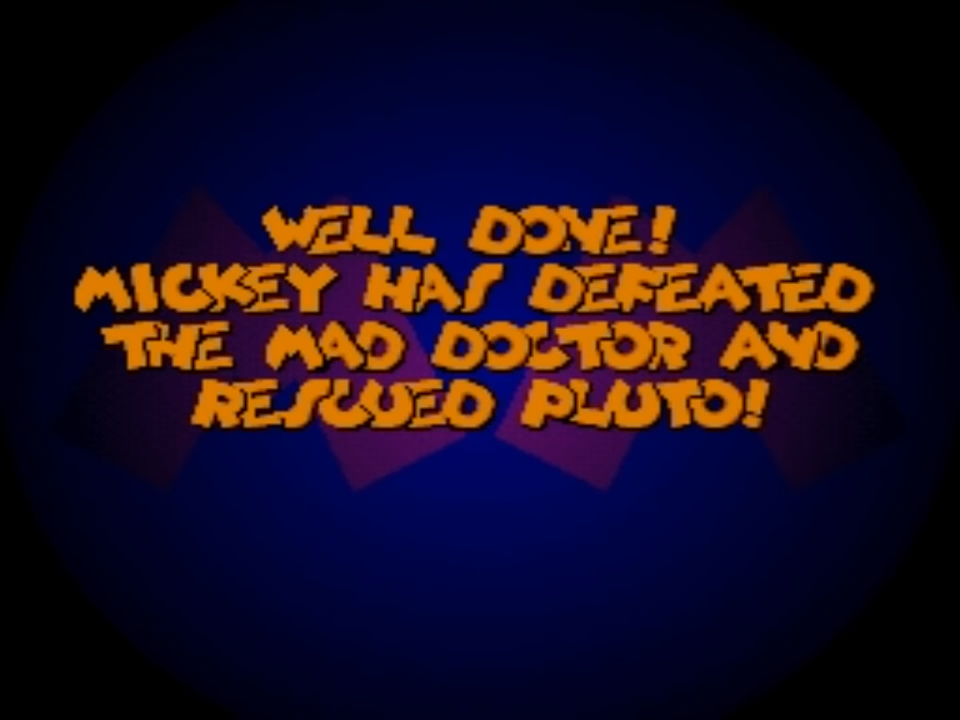 WELL DONE!
MICKEY HAS DEFEATED
THE MAD DOCTOR AND
RESCUED PLUTO!